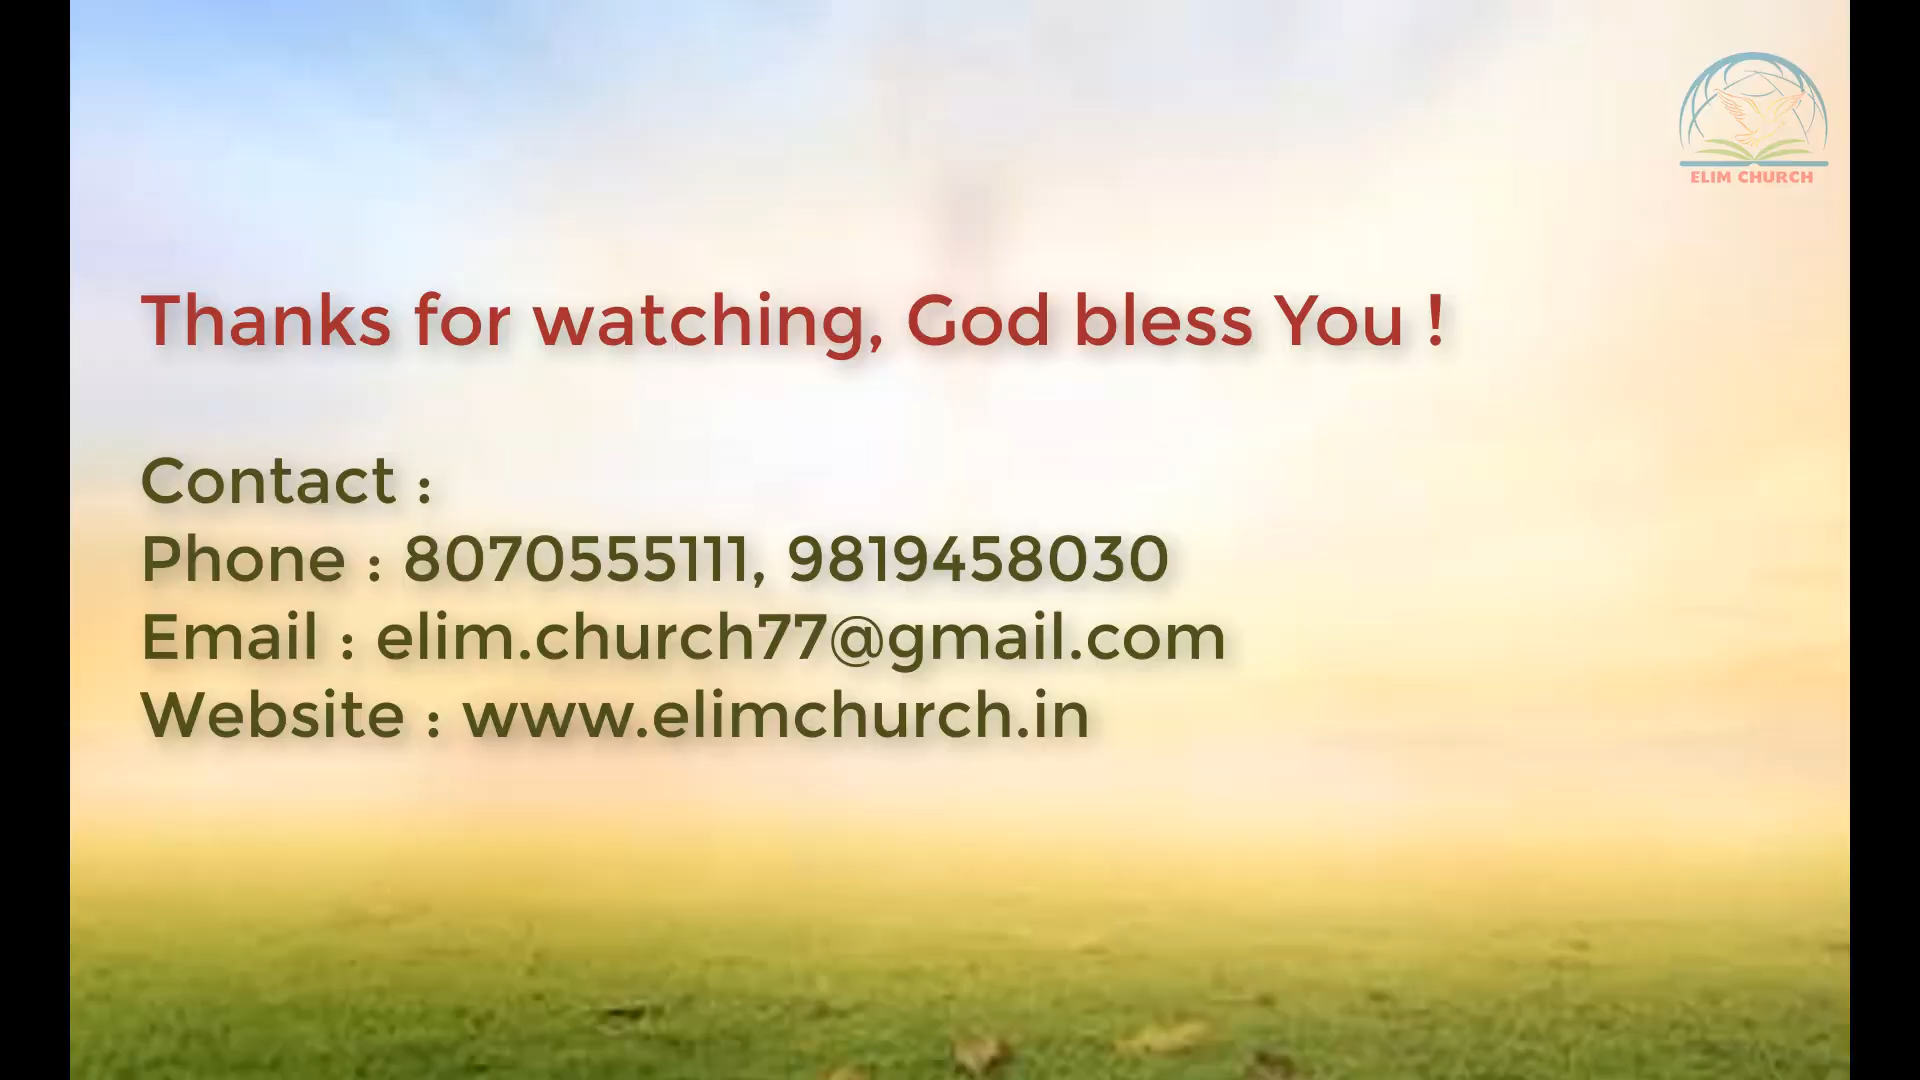 ELIM CHURCH
Thanks for watching, God bless You !
Contact :
Phone : 8070555111, 9819458030
Email : elim.church77@gmail.com
Website : www.elimchurch.in